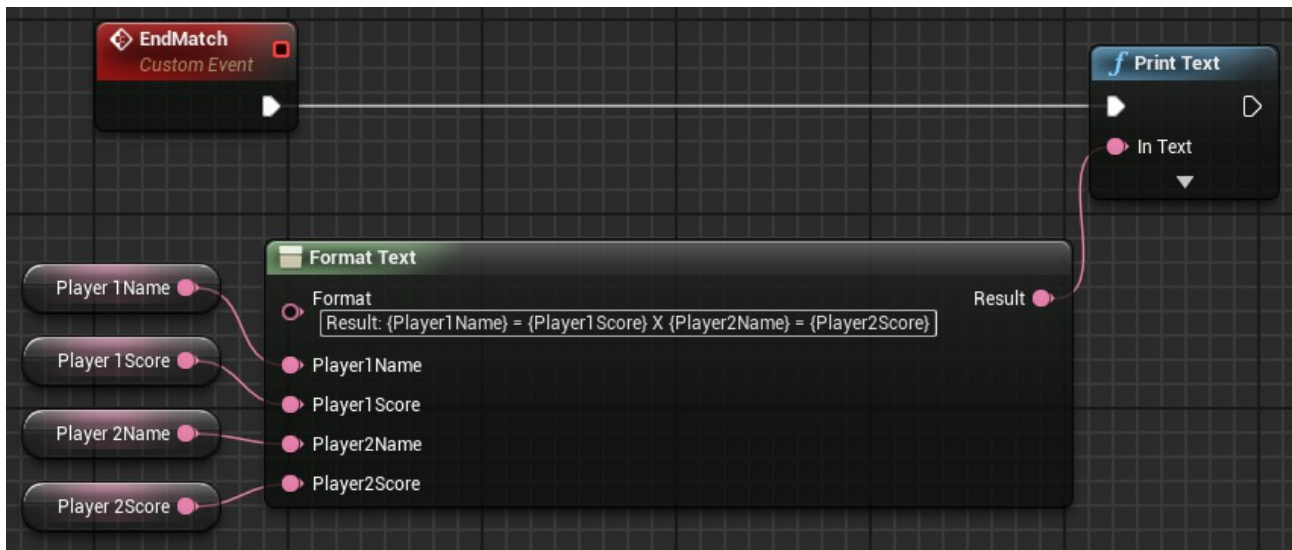 EndMatch
Custom Event
Print Text
In Text
Format Text
Format
Result: {Player1Name} = {Player1Score} X {Player2Name} = {Player2Score}
Result
Player 1Name
Player 1Score
Player 2Name
Player 2Score
Player1Name
Player1Score
Player2Name
Player2Score